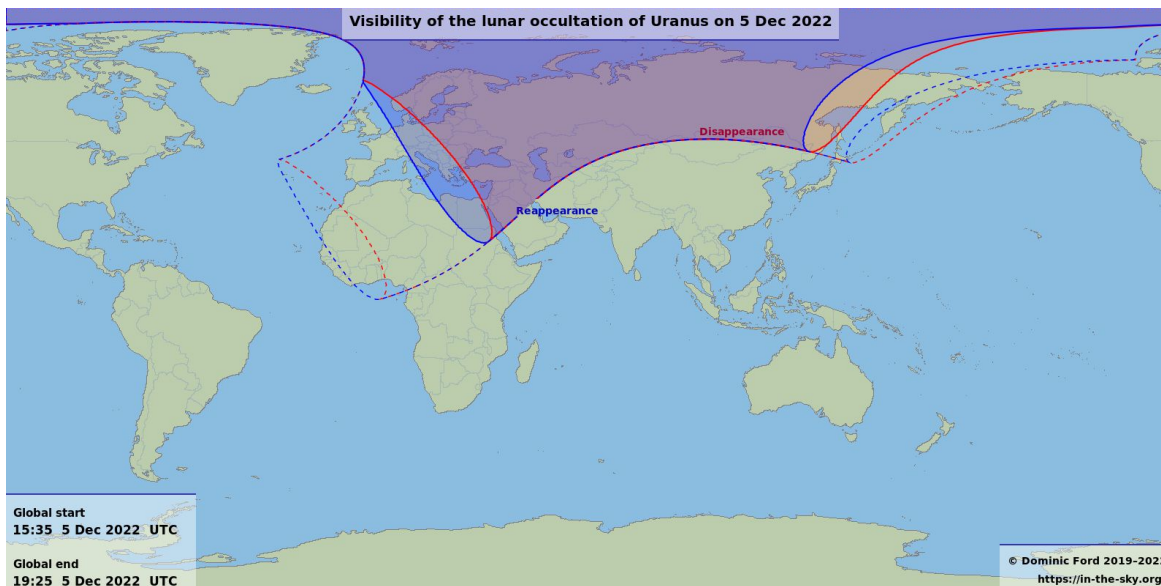 Visibility of the lunar occultation of Uranus on 5 Dec 2022
Disappearance
Reappearance
Global start
15:35 5 Dec 2022 UTC
Global end
19:25 5 Dec 2022 UTC
© Dominic Ford 2019–202
https://in-the-sky.org